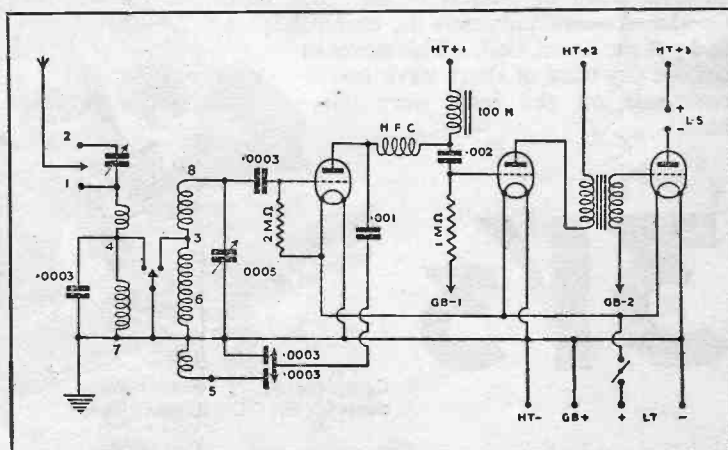 HT+1
HT+2
HT+3
+
L.S
-
100 H
HFC
2
1
8
.0003
.002
2MΩ
.001
1MΩ
3
4
.0003
.0005
6
GB-1
GB-2
7
.0003
.0003
5
HT-
GB+
+
LT
-